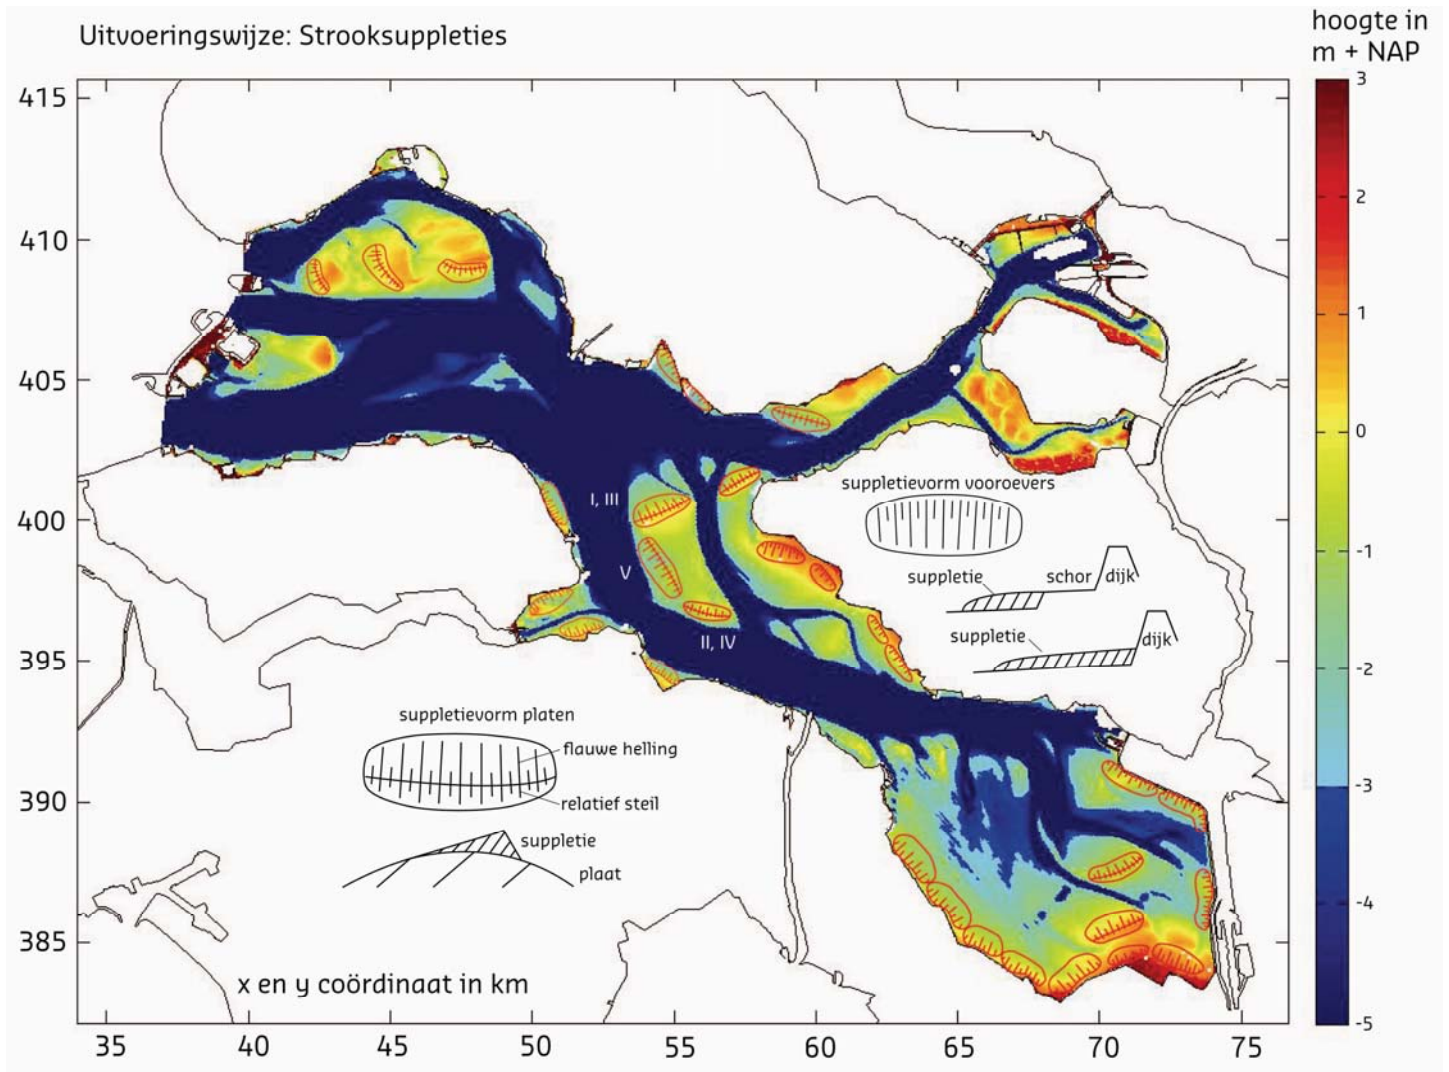 Uitvoeringswijze: Strooksuppleties
hoogte in
m + NAP
415
410
405
400
395
390
385
35
40
45
50
55
60
65
70
75
3
2
1
0
-1
-2
-3
-4
-5
I, III
V
II, IV
suppletievorm vooroevers
suppletie
schor
dijk
suppletie
dijk
suppletievorm platen
flauwe helling
relatief steil
suppletie
plaat
x en y coördinaat in km